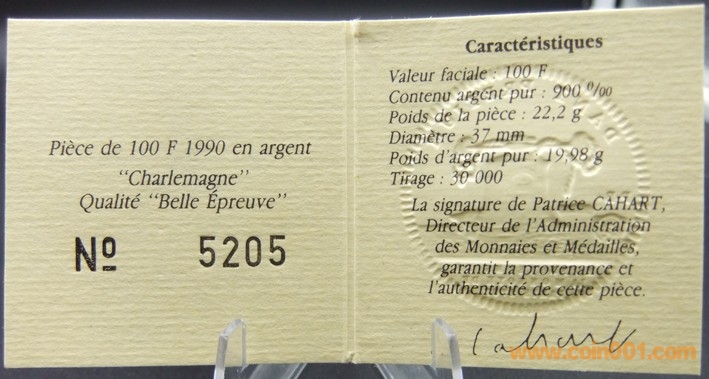 Pièce de 100 F 1990 en argent
"Charlemagne"
Qualité "Belle Épreuve"
Nº 5205
Caractéristiques
Valeur faciale : 100 F
Contenu argent pur : 900 ‰
Poids de la pièce : 22,2 g
Diamètre : 37 mm
Poids d'argent pur : 19,98 g
Tirage : 30 000
La signature de Patrice CAHART,
Directeur de l'Administration
des Monnaies et Médailles,
garantit la provenance et
l'authenticité de cette pièce.
Cahart
www.coin001.com